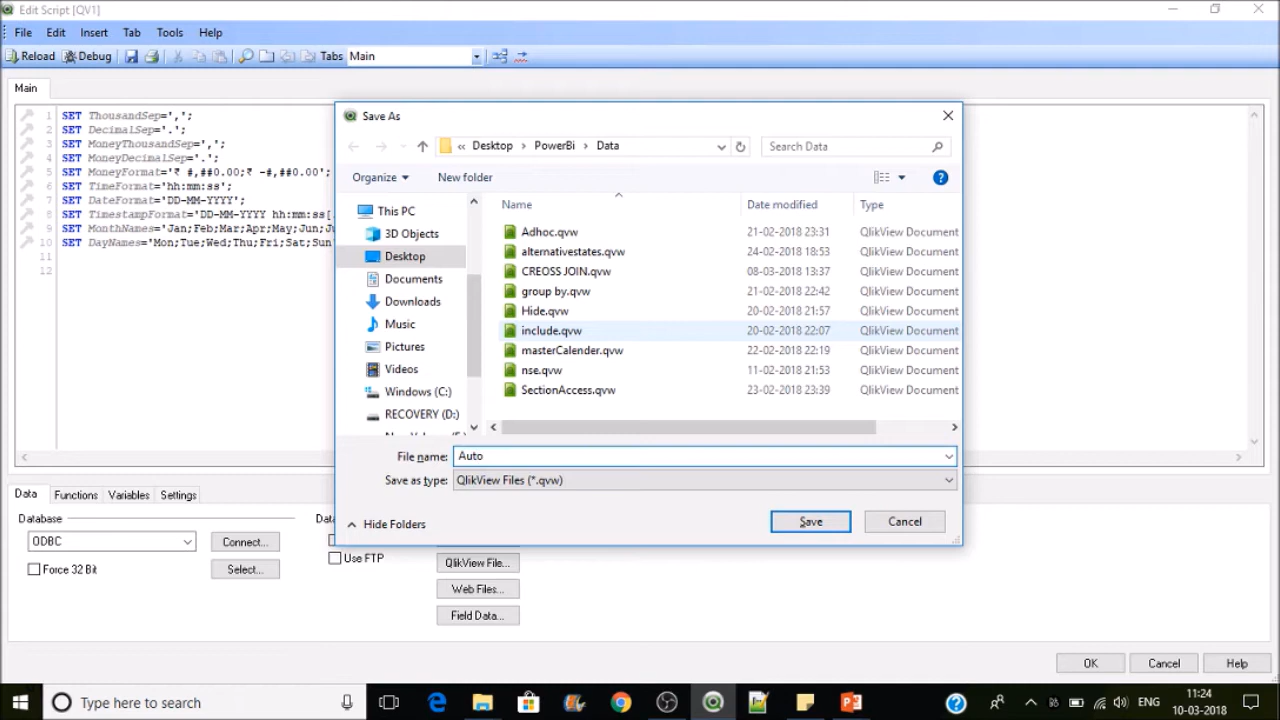 Edit Script [QV1]
File Edit Insert Tab Tools Help
Reload Debug Tabs Main
Main
1 SET ThousandSep=',';
2 SET DecimalSep='.';
3 SET MoneyThousandSep=',';
4 SET MoneyDecimalSep='.';
5 SET MoneyFormat='₹ #,##0.00;₹ -#,##0.00';
6 SET TimeFormat='hh:mm:ss';
7 SET DateFormat='DD-MM-YYYY';
8 SET TimestampFormat='DD-MM-YYYY hh:mm:ss[.
9 SET MonthNames='Jan;Feb;Mar;Apr;May;Jun;J
10 SET DayNames='Mon;Tue;Wed;Thu;Fri;Sat;Sun
11
12
Save As
« Desktop › PowerBi › Data
Search Data
Organize New folder
This PC
3D Objects
Desktop
Documents
Downloads
Music
Pictures
Videos
Windows (C:)
RECOVERY (D:)
Name Date modified Type
Adhoc.qvw 21-02-2018 23:31 QlikView Document
alternativestates.qvw 24-02-2018 18:53 QlikView Document
CREOSS JOIN.qvw 08-03-2018 13:37 QlikView Document
group by.qvw 21-02-2018 22:42 QlikView Document
Hide.qvw 20-02-2018 21:57 QlikView Document
include.qvw 20-02-2018 22:07 QlikView Document
masterCalender.qvw 22-02-2018 22:19 QlikView Document
nse.qvw 11-02-2018 21:53 QlikView Document
SectionAccess.qvw 23-02-2018 23:39 QlikView Document
File name: Auto
Save as type: QlikView Files (*.qvw)
Hide Folders Save Cancel
Data Functions Variables Settings
Database
ODBC Connect...
Force 32 Bit Select...
Dat
Use FTP
QlikView File...
Web Files...
Field Data...
OK Cancel Help
Type here to search
ENG
11:24
10-03-2018